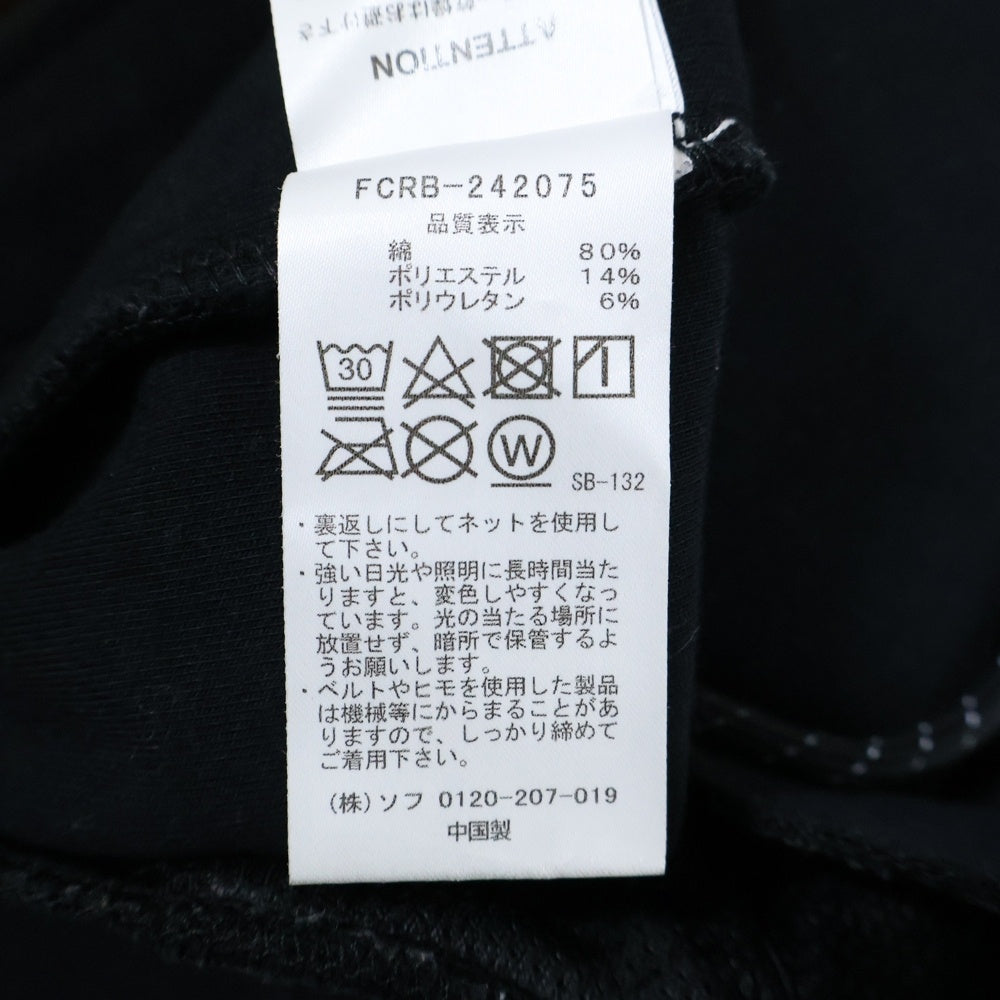 乾燥はお避け下さ
ATTENTION
FCRB-242075
品質表示
綿 80%
ポリエステル 14%
ポリウレタン 6%
30
W
SB-132
・裏返しにしてネットを使用し
て下さい。
・強い日光や照明に長時間当た
りますと、変色しやすくなっ
ています。光の当たる場所に
放置せず、暗所で保管するよ
うお願いします。
・ベルトやヒモを使用した製品
は機械等にからまることがあ
りますので、しっかり締めて
ご着用下さい。
(株)ソフ 0120-207-019
中国製